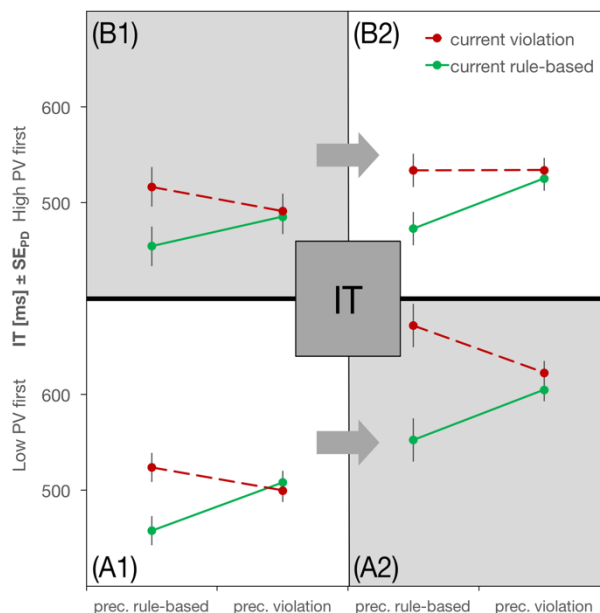 (B1)
(B2)
current violation
current rule-based
600
500
IT [ms] ± SEPD High PV first
IT
600
500
Low PV first
(A1)
(A2)
prec. rule-based prec. violation prec. rule-based prec. violation